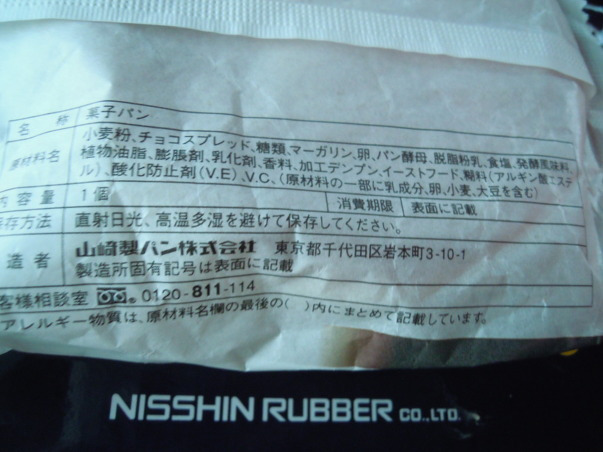 名 称 菓子パン
原材料名 小麦粉、チョコスプレッド、糖類、マーガリン、卵、パン酵母、脱脂粉乳、食塩、発酵風味料、
植物油脂、膨脹剤、乳化剤、香料、加工デンプン、イーストフード、糊料(アルギン酸エステ
ル)、酸化防止剤(V.E)、V.C、(原材料の一部に乳成分、卵、小麦、大豆を含む)
内容量 1個 消費期限 表面に記載
保存方法 直射日光、高温多湿を避けて保存してください。
造者 山崎製パン株式会社 東京都千代田区岩本町3-10-1
製造所固有記号は表面に記載
客様相談室 0120-811-114
アレルギー物質は、原材料名欄の最後の( )内にまとめて記載しています。
NISSHIN RUBBER CO.,LTD.